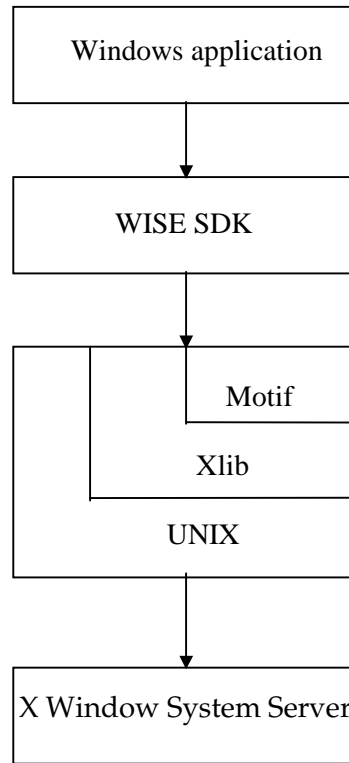 Windows application
WISE SDK
Motif
Xlib
UNIX
X Window System Server